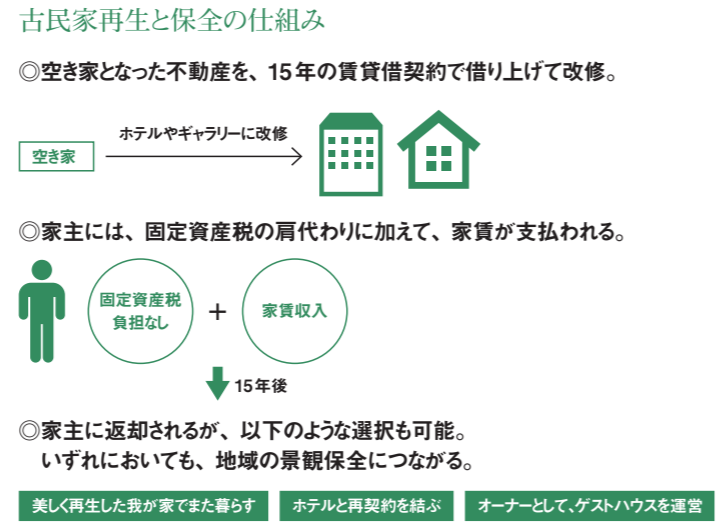 古民家再生と保全の仕組み
◎空き家となった不動産を、15年の賃貸借契約で借り上げて改修。
ホテルやギャラリーに改修
空き家
◎家主には、固定資産税の肩代わりに加えて、家賃が支払われる。
固定資産税
負担なし
+
家賃収入
15年後
◎家主に返却されるが、以下のような選択も可能。
いずれにおいても、地域の景観保全につながる。
美しく再生した我が家でまた暮らす
ホテルと再契約を結ぶ
オーナーとして、ゲストハウスを運営